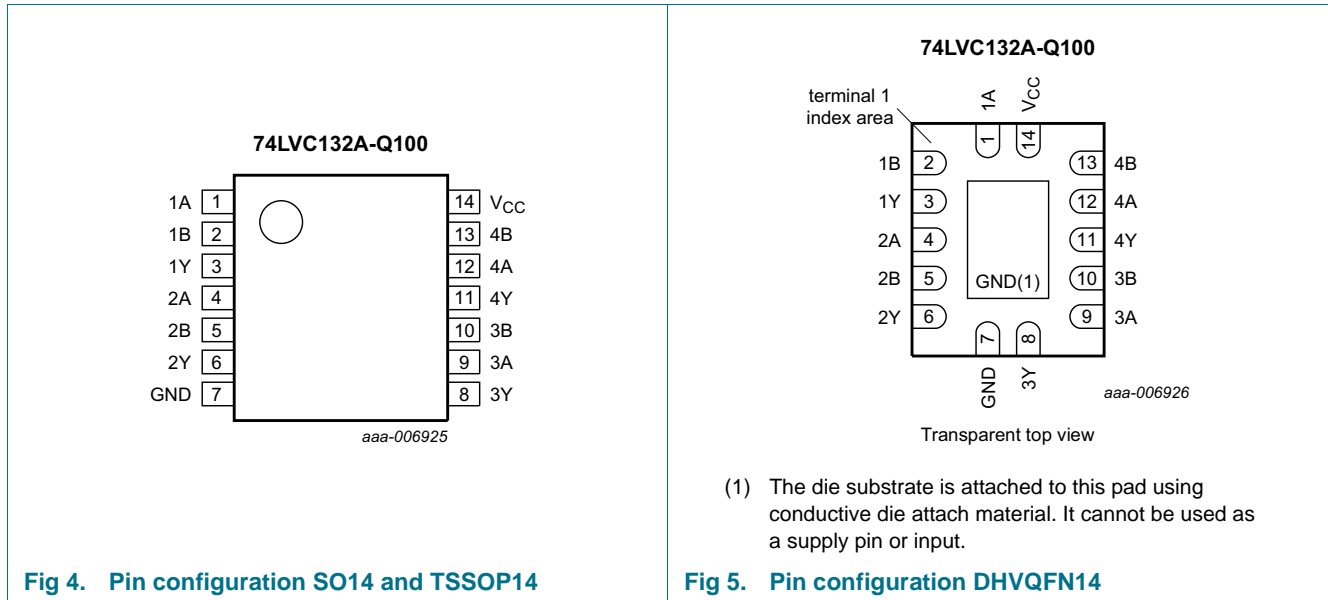 74LVC132A-Q100
1A 1
1B 2
1Y 3
2A 4
2B 5
2Y 6
GND 7
14 VCC
13 4B
12 4A
11 4Y
10 3B
9 3A
8 3Y
aaa-006925
Fig 4. Pin configuration SO14 and TSSOP14
74LVC132A-Q100
terminal 1
index area
1A
VCC
1
14
1B 2
1Y 3
2A 4
2B 5
2Y 6
13 4B
12 4A
11 4Y
10 3B
9 3A
GND(1)
7
8
GND
3Y
aaa-006926
Transparent top view
(1) The die substrate is attached to this pad using
conductive die attach material. It cannot be used as
a supply pin or input.
Fig 5. Pin configuration DHVQFN14